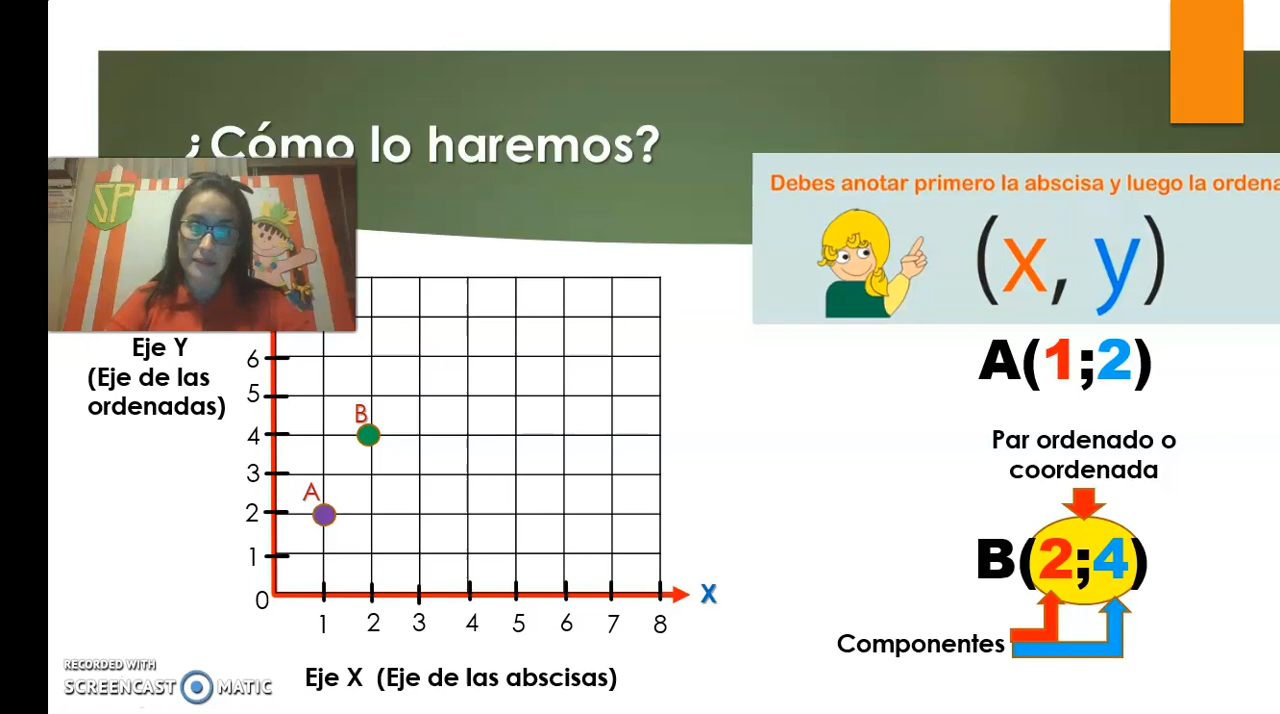 ¿Cómo lo haremos?
SP
Debes anotar primero la abscisa y luego la ordena
(x, y)
A(1;2)
Par ordenado o
coordenada
B(2;4)
Componentes
Eje Y
(Eje de las
ordenadas)
6
5
4
3
2
1
0
B
A
1 2 3 4 5 6 7 8
X
Eje X (Eje de las abscisas)
RECORDED WITH
SCREENCAST MATIC